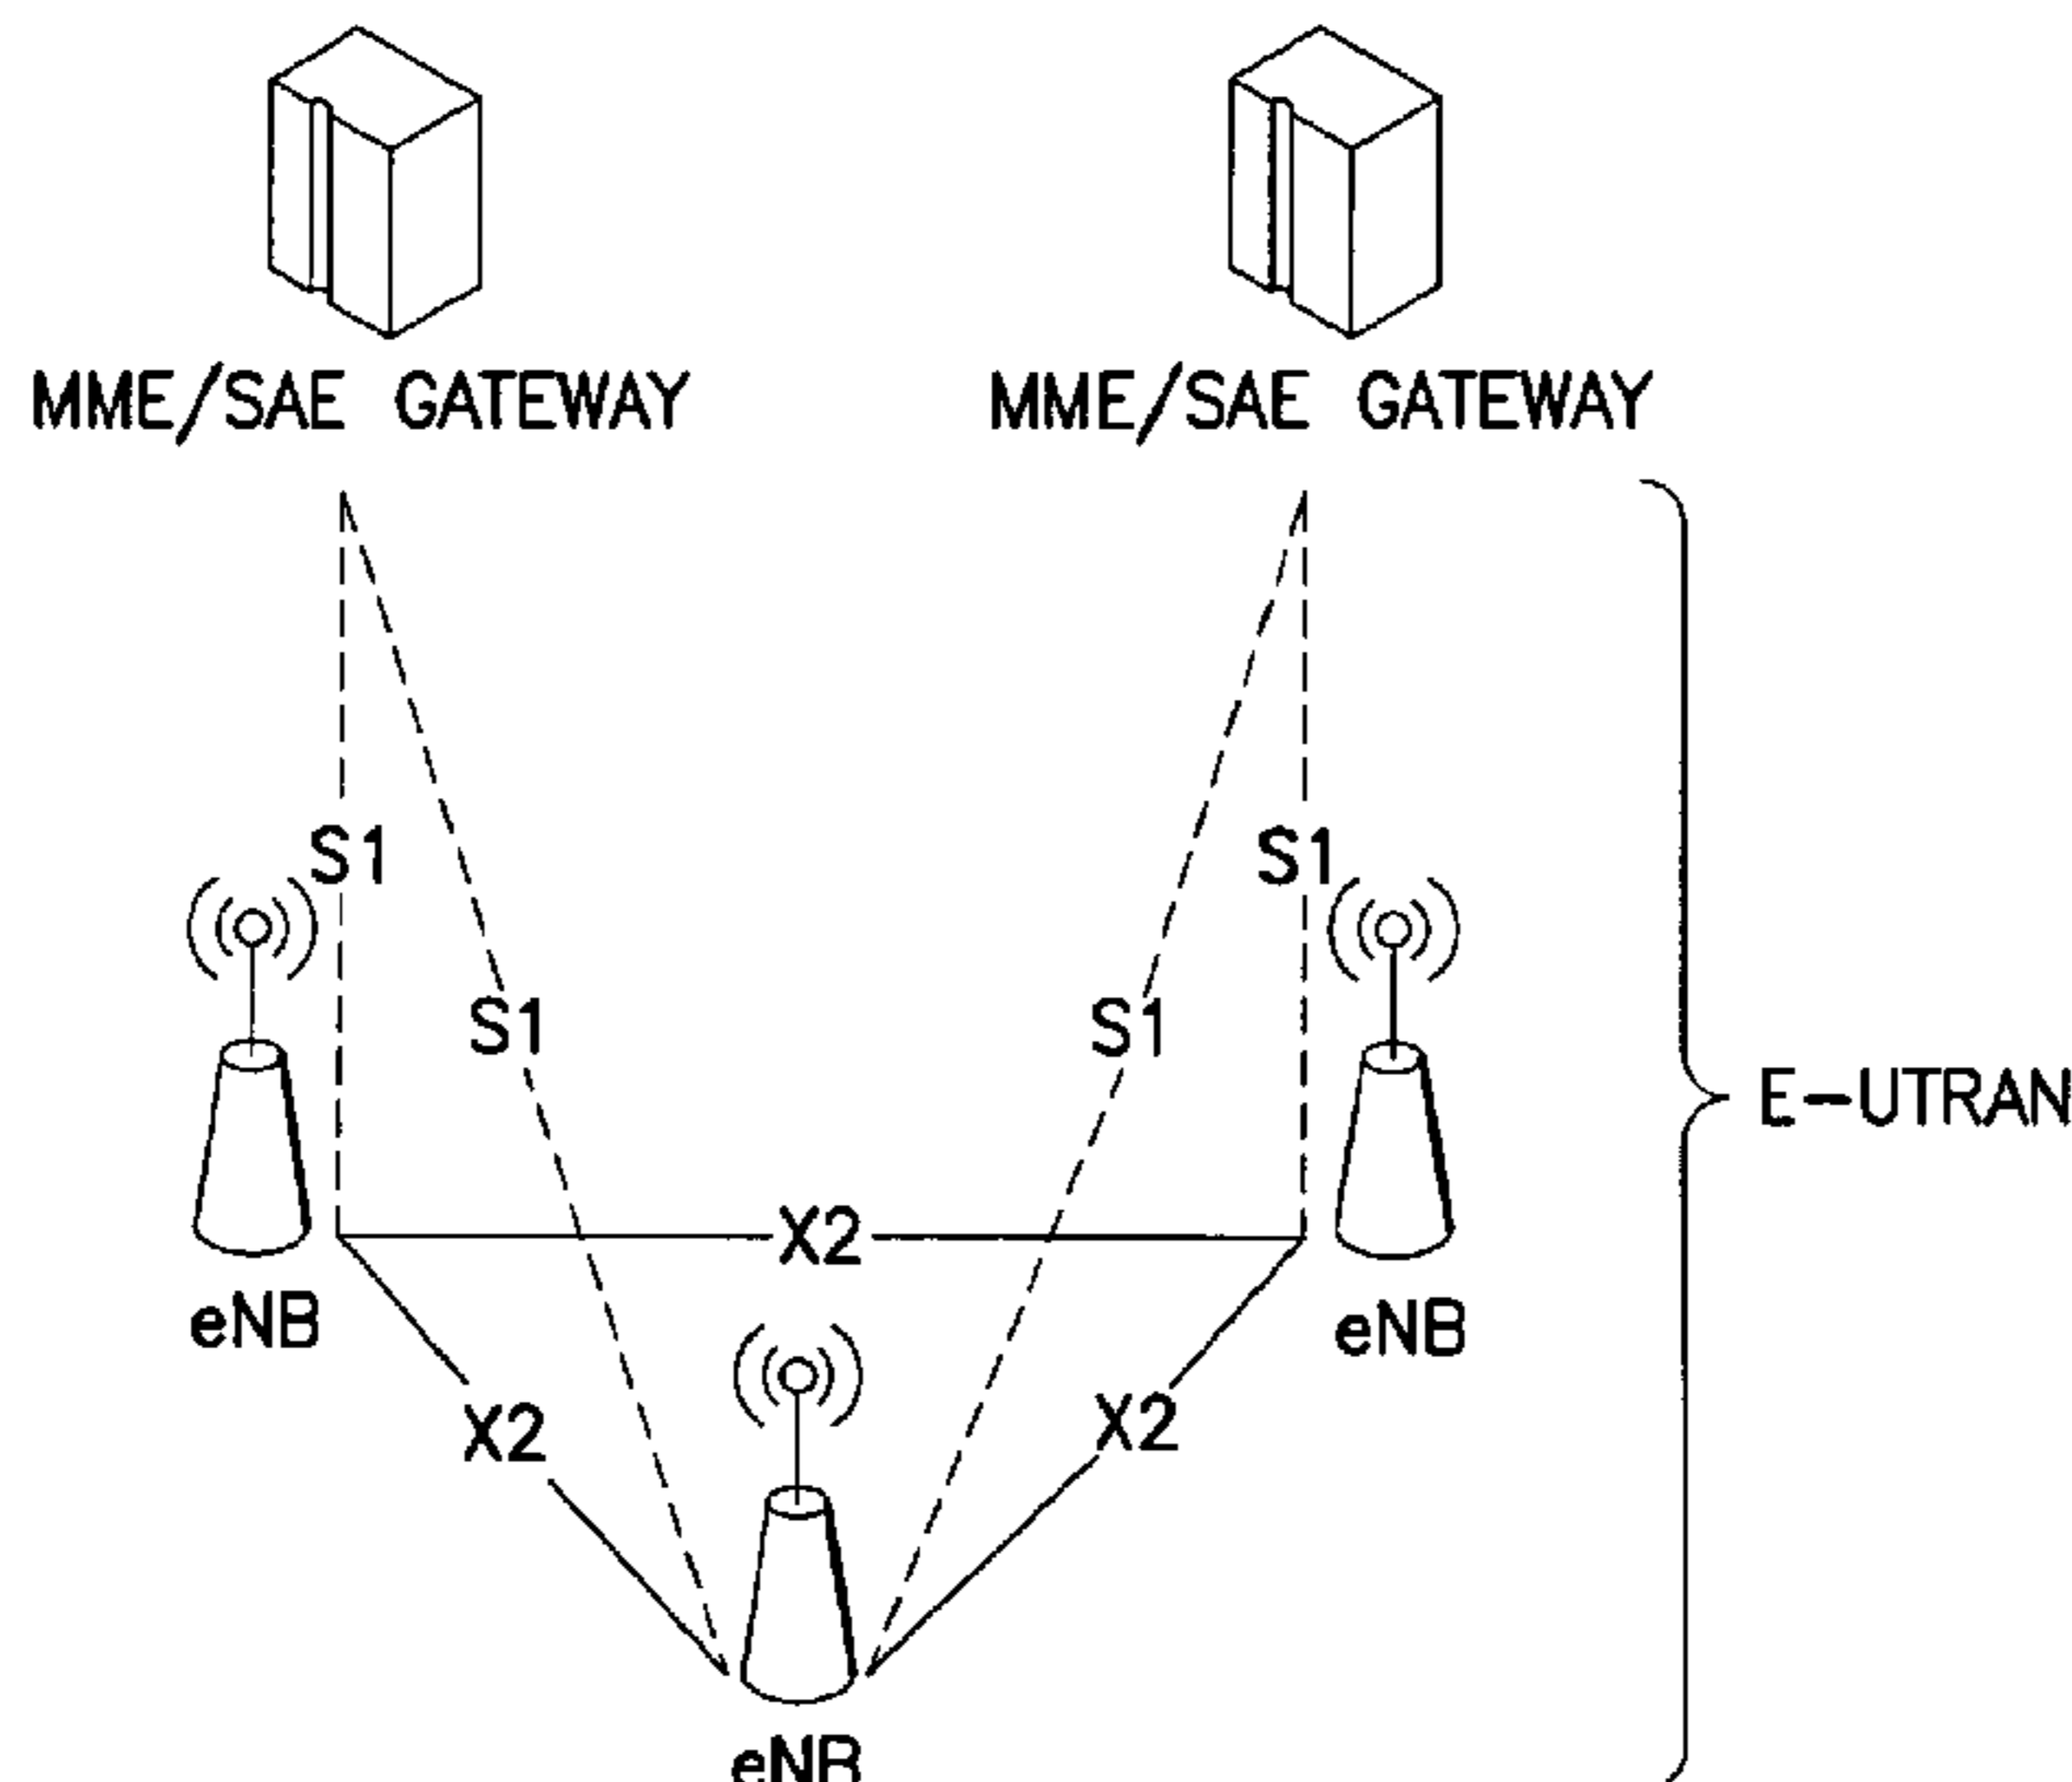 MME/SAE GATEWAY
MME/SAE GATEWAY
S1
S1
S1
S1
E-UTRAN
X2
eNB
eNB
X2
X2
eNB